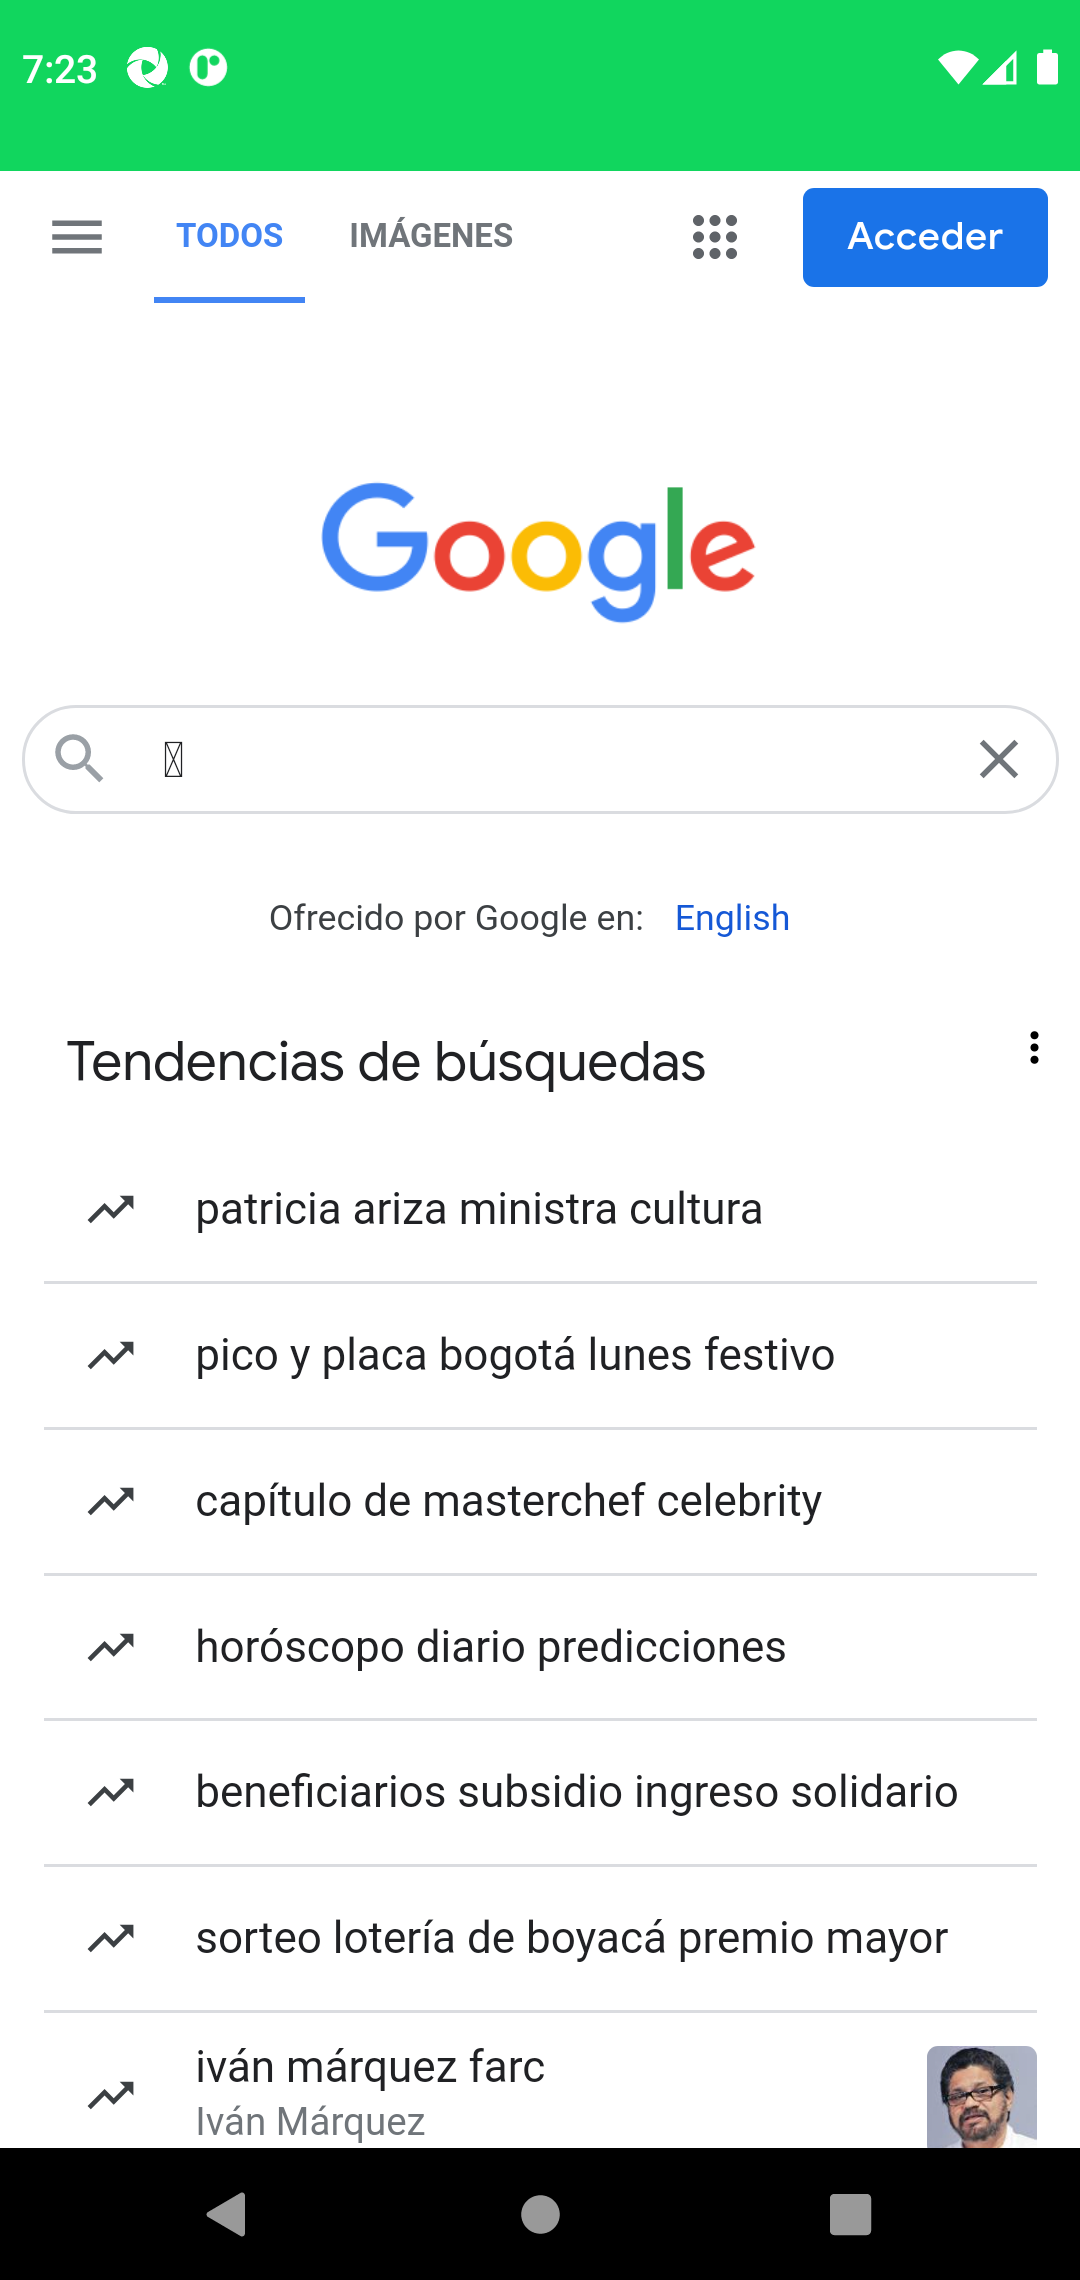 7:23
TODOS IMÁGENES Acceder
Google
Ofrecido por Google en: English
Tendencias de búsquedas
patricia ariza ministra cultura
pico y placa bogotá lunes festivo
capítulo de masterchef celebrity
horóscopo diario predicciones
beneficiarios subsidio ingreso solidario
sorteo lotería de boyacá premio mayor
iván márquez farc
Iván Márquez